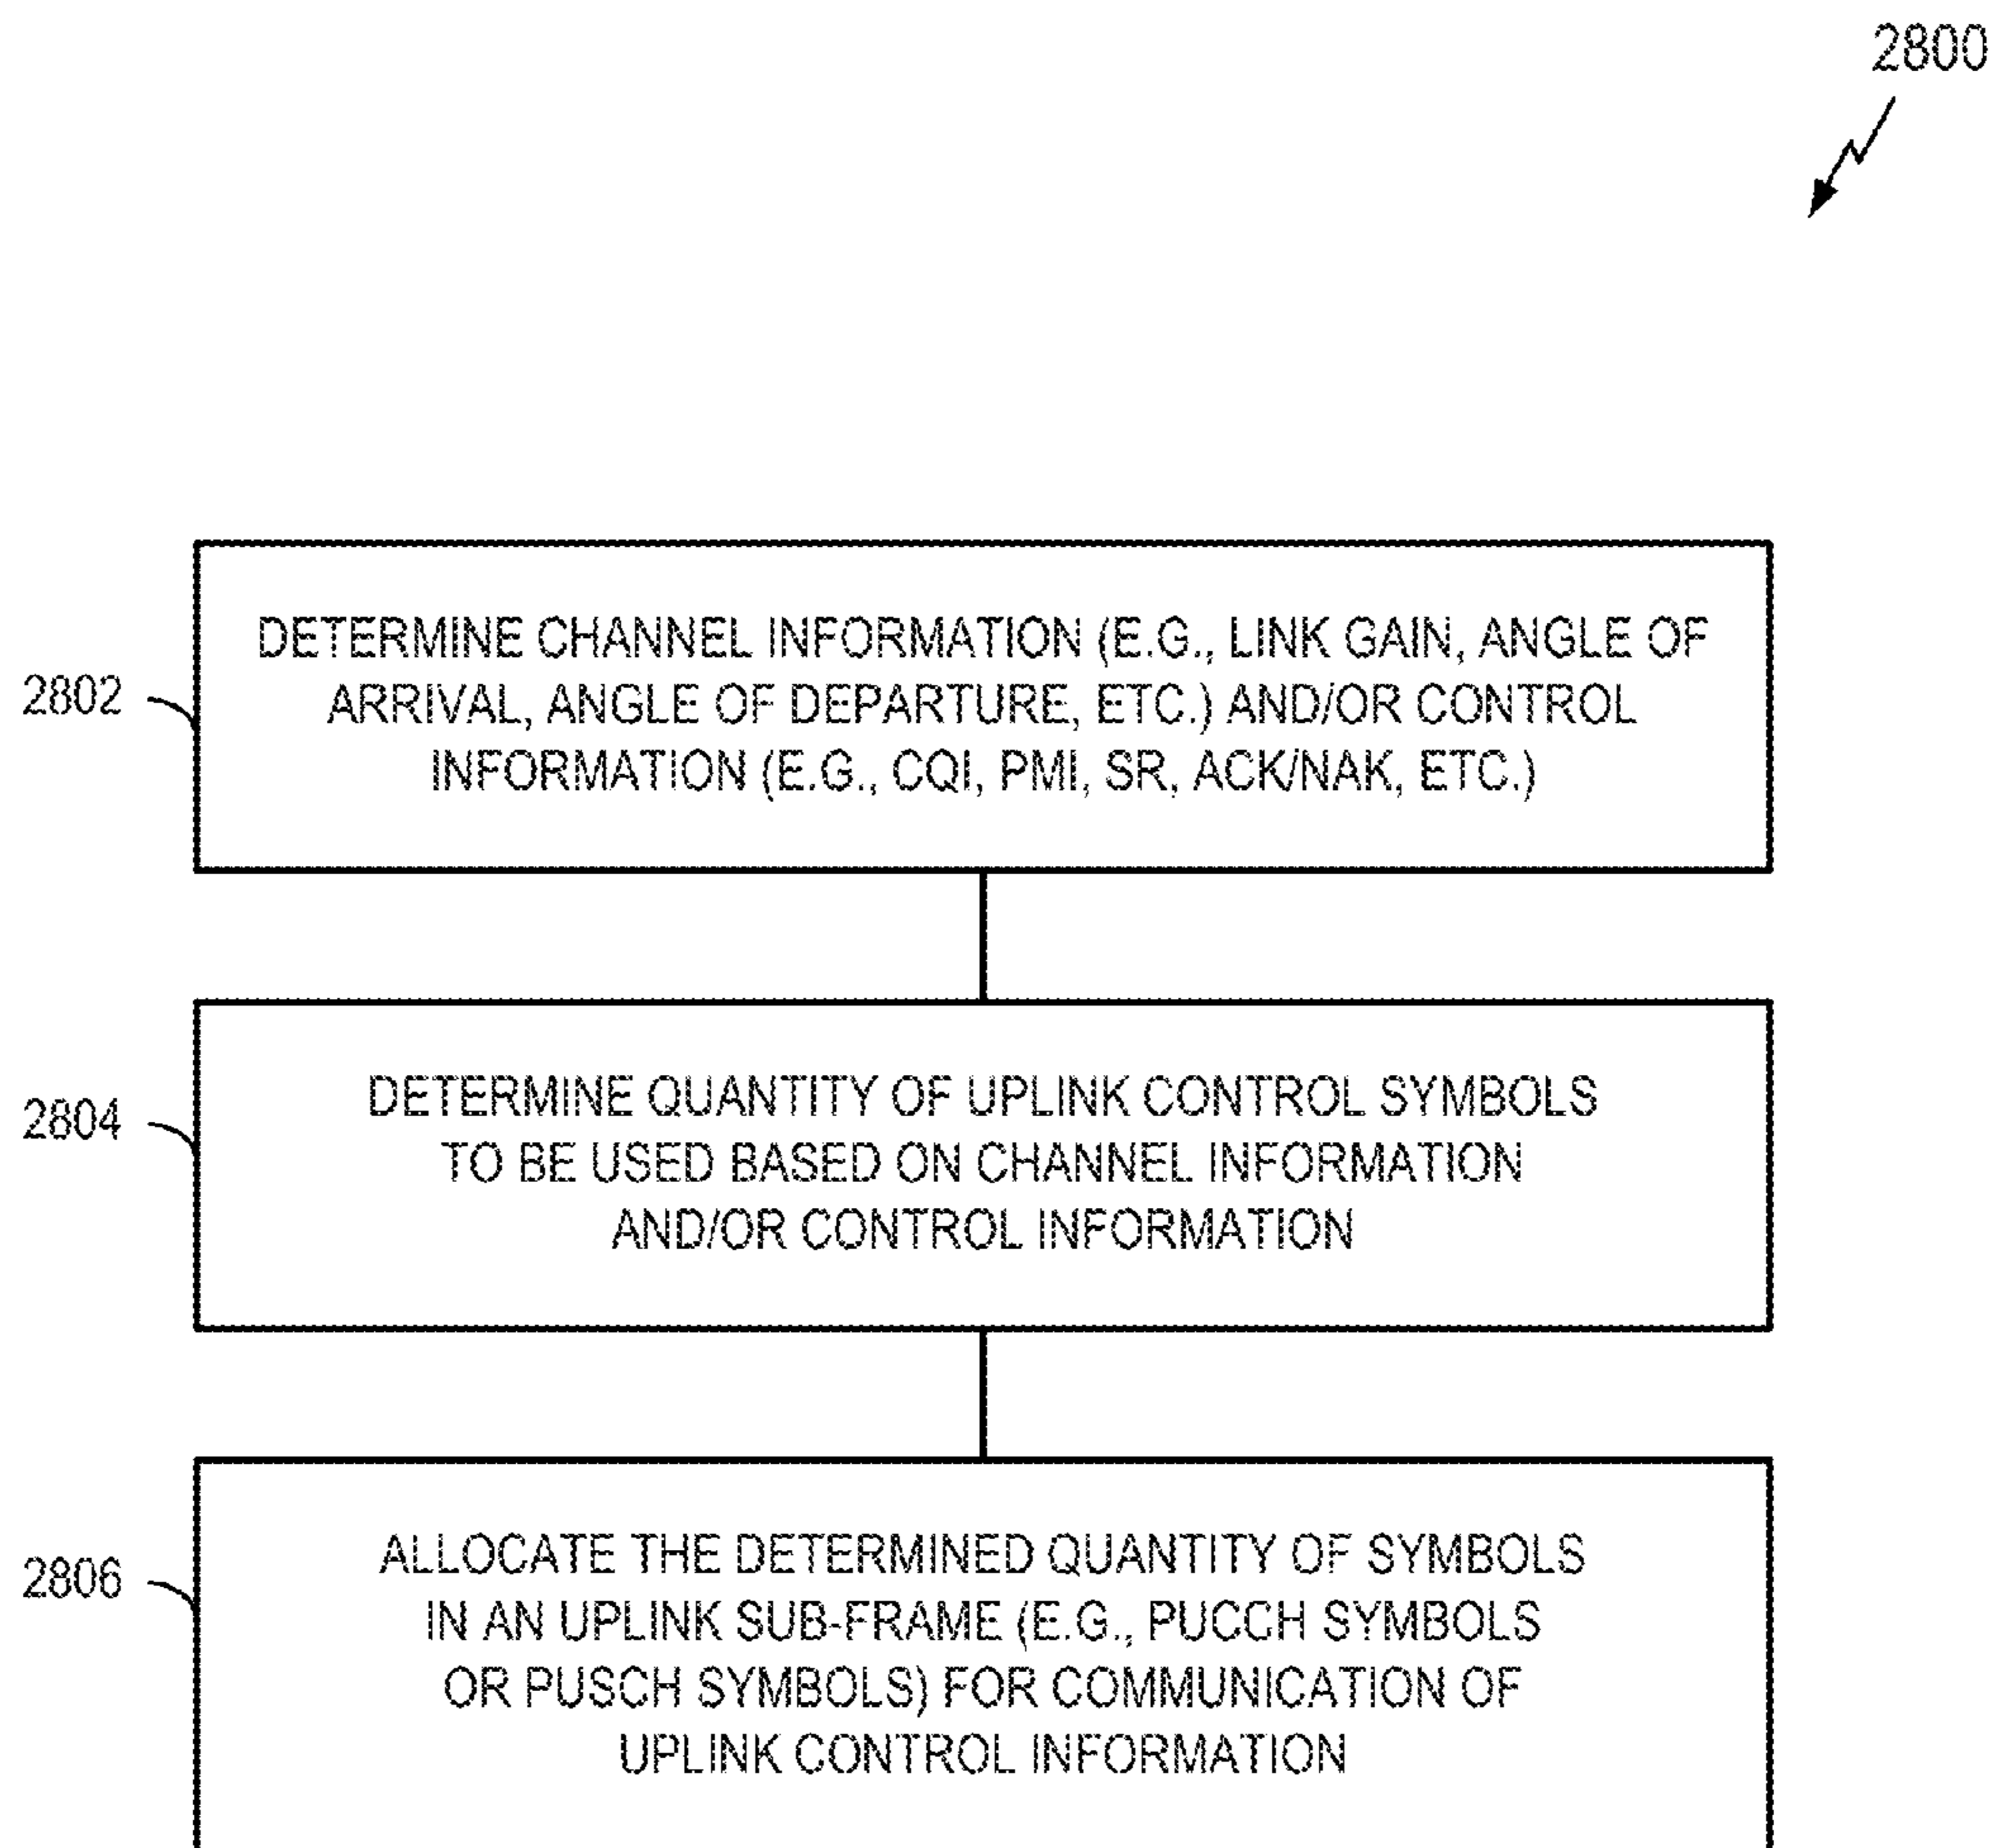 2800
2802
DETERMINE CHANNEL INFORMATION (E.G., LINK GAIN, ANGLE OF
ARRIVAL, ANGLE OF DEPARTURE, ETC.) AND/OR CONTROL
INFORMATION (E.G., CQI, PMI, SR, ACK/NAK, ETC.)
2804
DETERMINE QUANTITY OF UPLINK CONTROL SYMBOLS
TO BE USED BASED ON CHANNEL INFORMATION
AND/OR CONTROL INFORMATION
2806
ALLOCATE THE DETERMINED QUANTITY OF SYMBOLS
IN AN UPLINK SUB-FRAME (E.G., PUCCH SYMBOLS
OR PUSCH SYMBOLS) FOR COMMUNICATION OF
UPLINK CONTROL INFORMATION